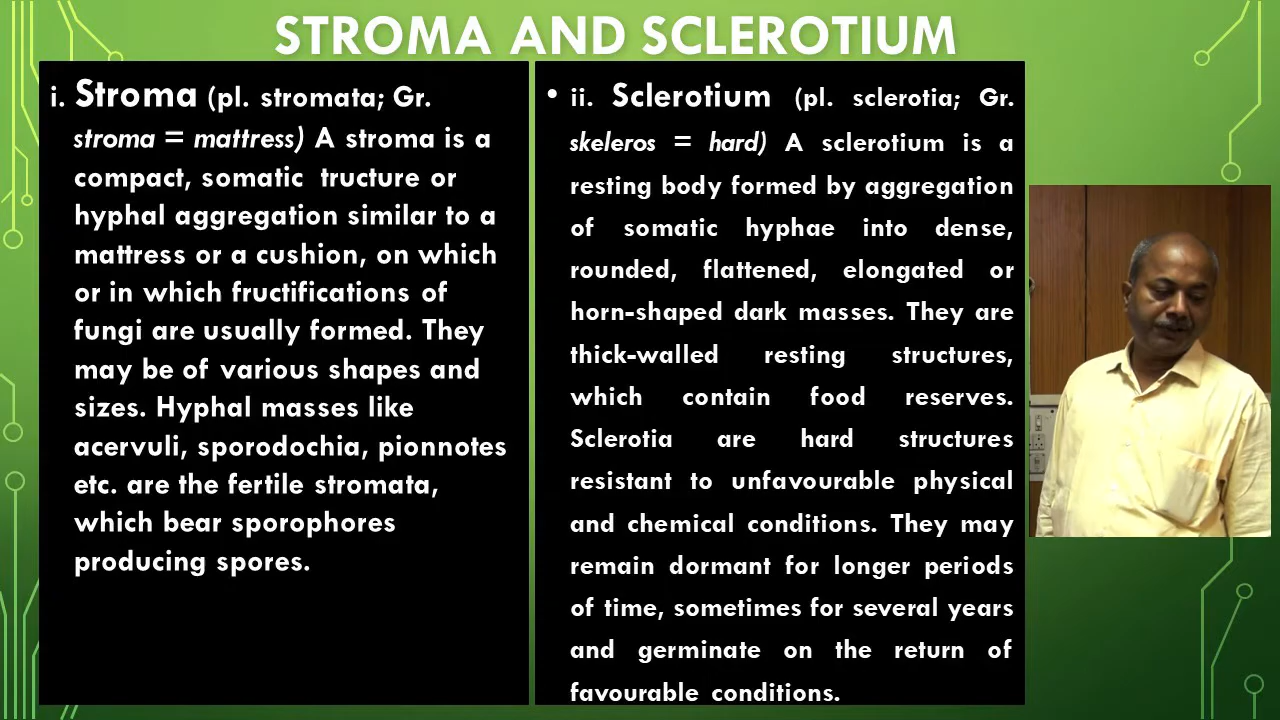 STROMA AND SCLEROTIUM
i. Stroma (pl. stromata; Gr.
stroma = mattress) A stroma is a
compact, somatic tructure or
hyphal aggregation similar to a
mattress or a cushion, on which
or in which fructifications of
fungi are usually formed. They
may be of various shapes and
sizes. Hyphal masses like
acervuli, sporodochia, pionnotes
etc. are the fertile stromata,
which bear sporophores
producing spores.
• ii. Sclerotium (pl. sclerotia; Gr.
skeleros = hard) A sclerotium is a
resting body formed by aggregation
of somatic hyphae into dense,
rounded, flattened, elongated or
horn-shaped dark masses. They are
thick-walled resting structures,
which contain food reserves.
Sclerotia are hard structures
resistant to unfavourable physical
and chemical conditions. They may
remain dormant for longer periods
of time, sometimes for several years
and germinate on the return of
favourable conditions.